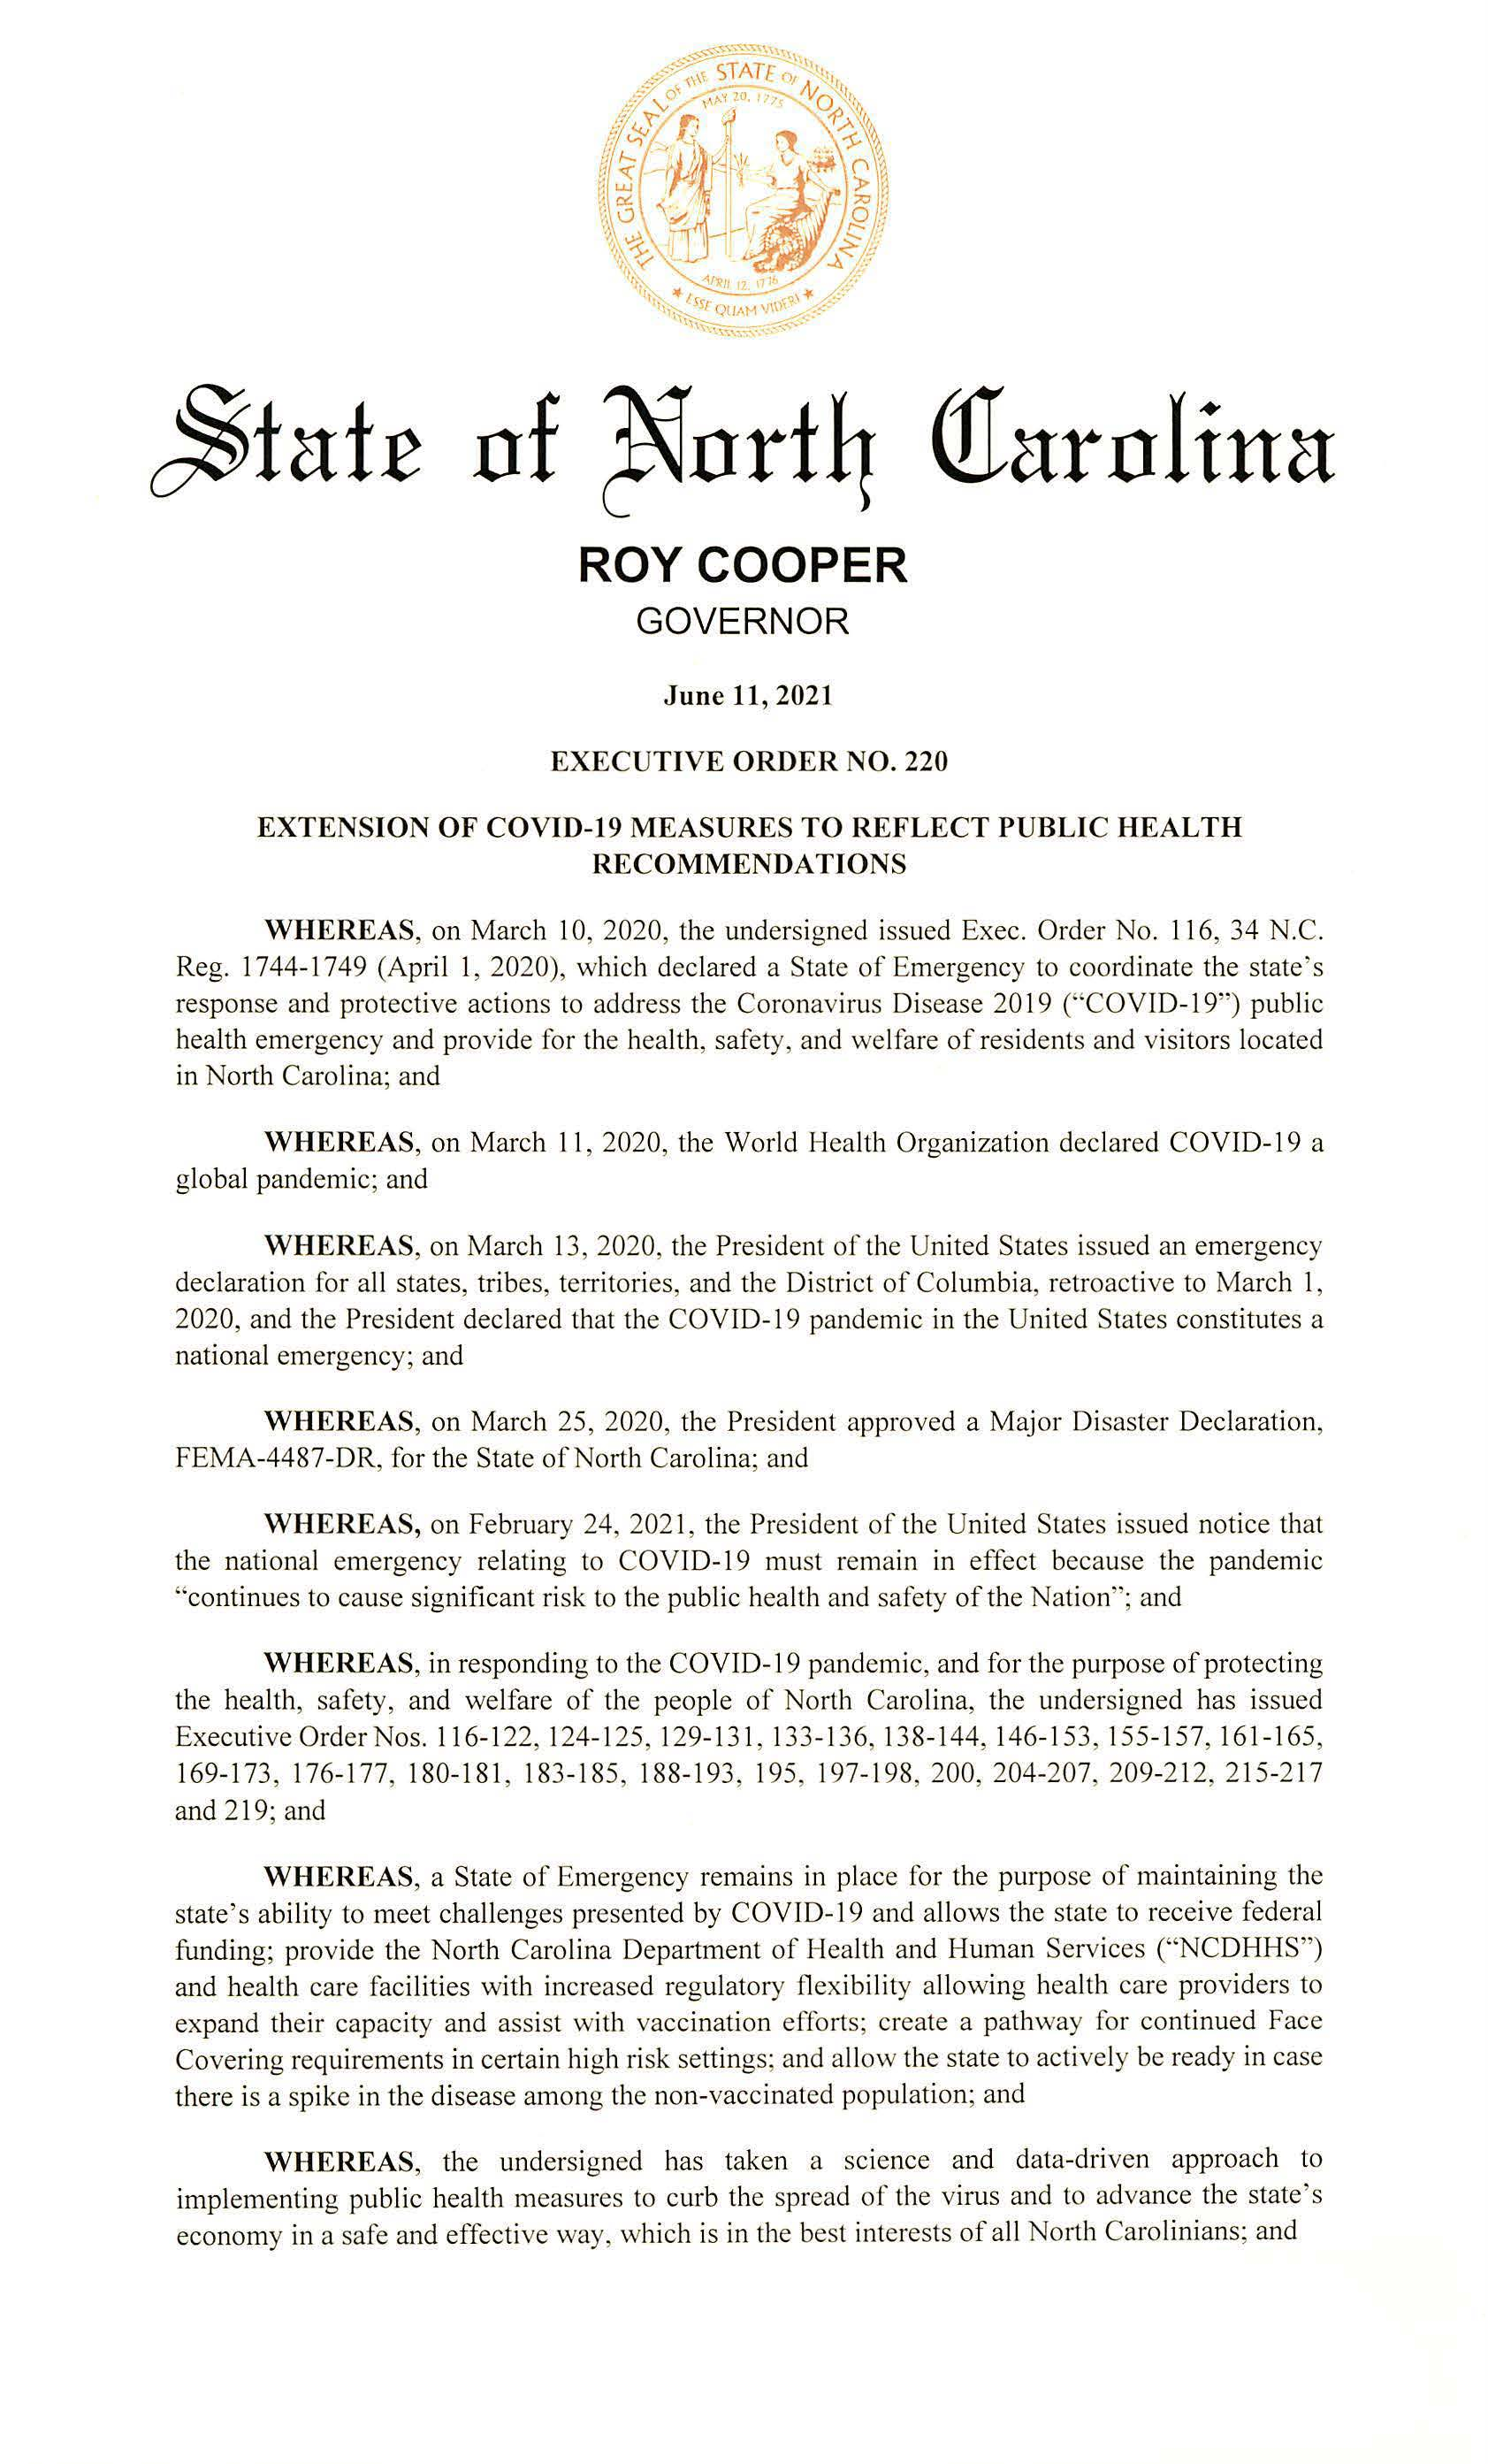 THE GREAT SEAL OF THE STATE OF NORTH CAROLINA
MAY 20, 1775
APRIL 12, 1776
★ ESSE QUAM VIDERI ★
State of North Carolina
ROY COOPER
GOVERNOR
June 11, 2021
EXECUTIVE ORDER NO. 220
EXTENSION OF COVID-19 MEASURES TO REFLECT PUBLIC HEALTH
RECOMMENDATIONS
WHEREAS, on March 10, 2020, the undersigned issued Exec. Order No. 116, 34 N.C.
Reg. 1744-1749 (April 1, 2020), which declared a State of Emergency to coordinate the state's
response and protective actions to address the Coronavirus Disease 2019 (“COVID-19”) public
health emergency and provide for the health, safety, and welfare of residents and visitors located
in North Carolina; and
WHEREAS, on March 11, 2020, the World Health Organization declared COVID-19 a
global pandemic; and
WHEREAS, on March 13, 2020, the President of the United States issued an emergency
declaration for all states, tribes, territories, and the District of Columbia, retroactive to March 1,
2020, and the President declared that the COVID-19 pandemic in the United States constitutes a
national emergency; and
WHEREAS, on March 25, 2020, the President approved a Major Disaster Declaration,
FEMA-4487-DR, for the State of North Carolina; and
WHEREAS, on February 24, 2021, the President of the United States issued notice that
the national emergency relating to COVID-19 must remain in effect because the pandemic
“continues to cause significant risk to the public health and safety of the Nation”; and
WHEREAS, in responding to the COVID-19 pandemic, and for the purpose of protecting
the health, safety, and welfare of the people of North Carolina, the undersigned has issued
Executive Order Nos. 116-122, 124-125, 129-131, 133-136, 138-144, 146-153, 155-157, 161-165,
169-173, 176-177, 180-181, 183-185, 188-193, 195, 197-198, 200, 204-207, 209-212, 215-217
and 219; and
WHEREAS, a State of Emergency remains in place for the purpose of maintaining the
state's ability to meet challenges presented by COVID-19 and allows the state to receive federal
funding; provide the North Carolina Department of Health and Human Services (“NCDHHS”)
and health care facilities with increased regulatory flexibility allowing health care providers to
expand their capacity and assist with vaccination efforts; create a pathway for continued Face
Covering requirements in certain high risk settings; and allow the state to actively be ready in case
there is a spike in the disease among the non-vaccinated population; and
WHEREAS, the undersigned has taken a science and data-driven approach to
implementing public health measures to curb the spread of the virus and to advance the state's
economy in a safe and effective way, which is in the best interests of all North Carolinians; and